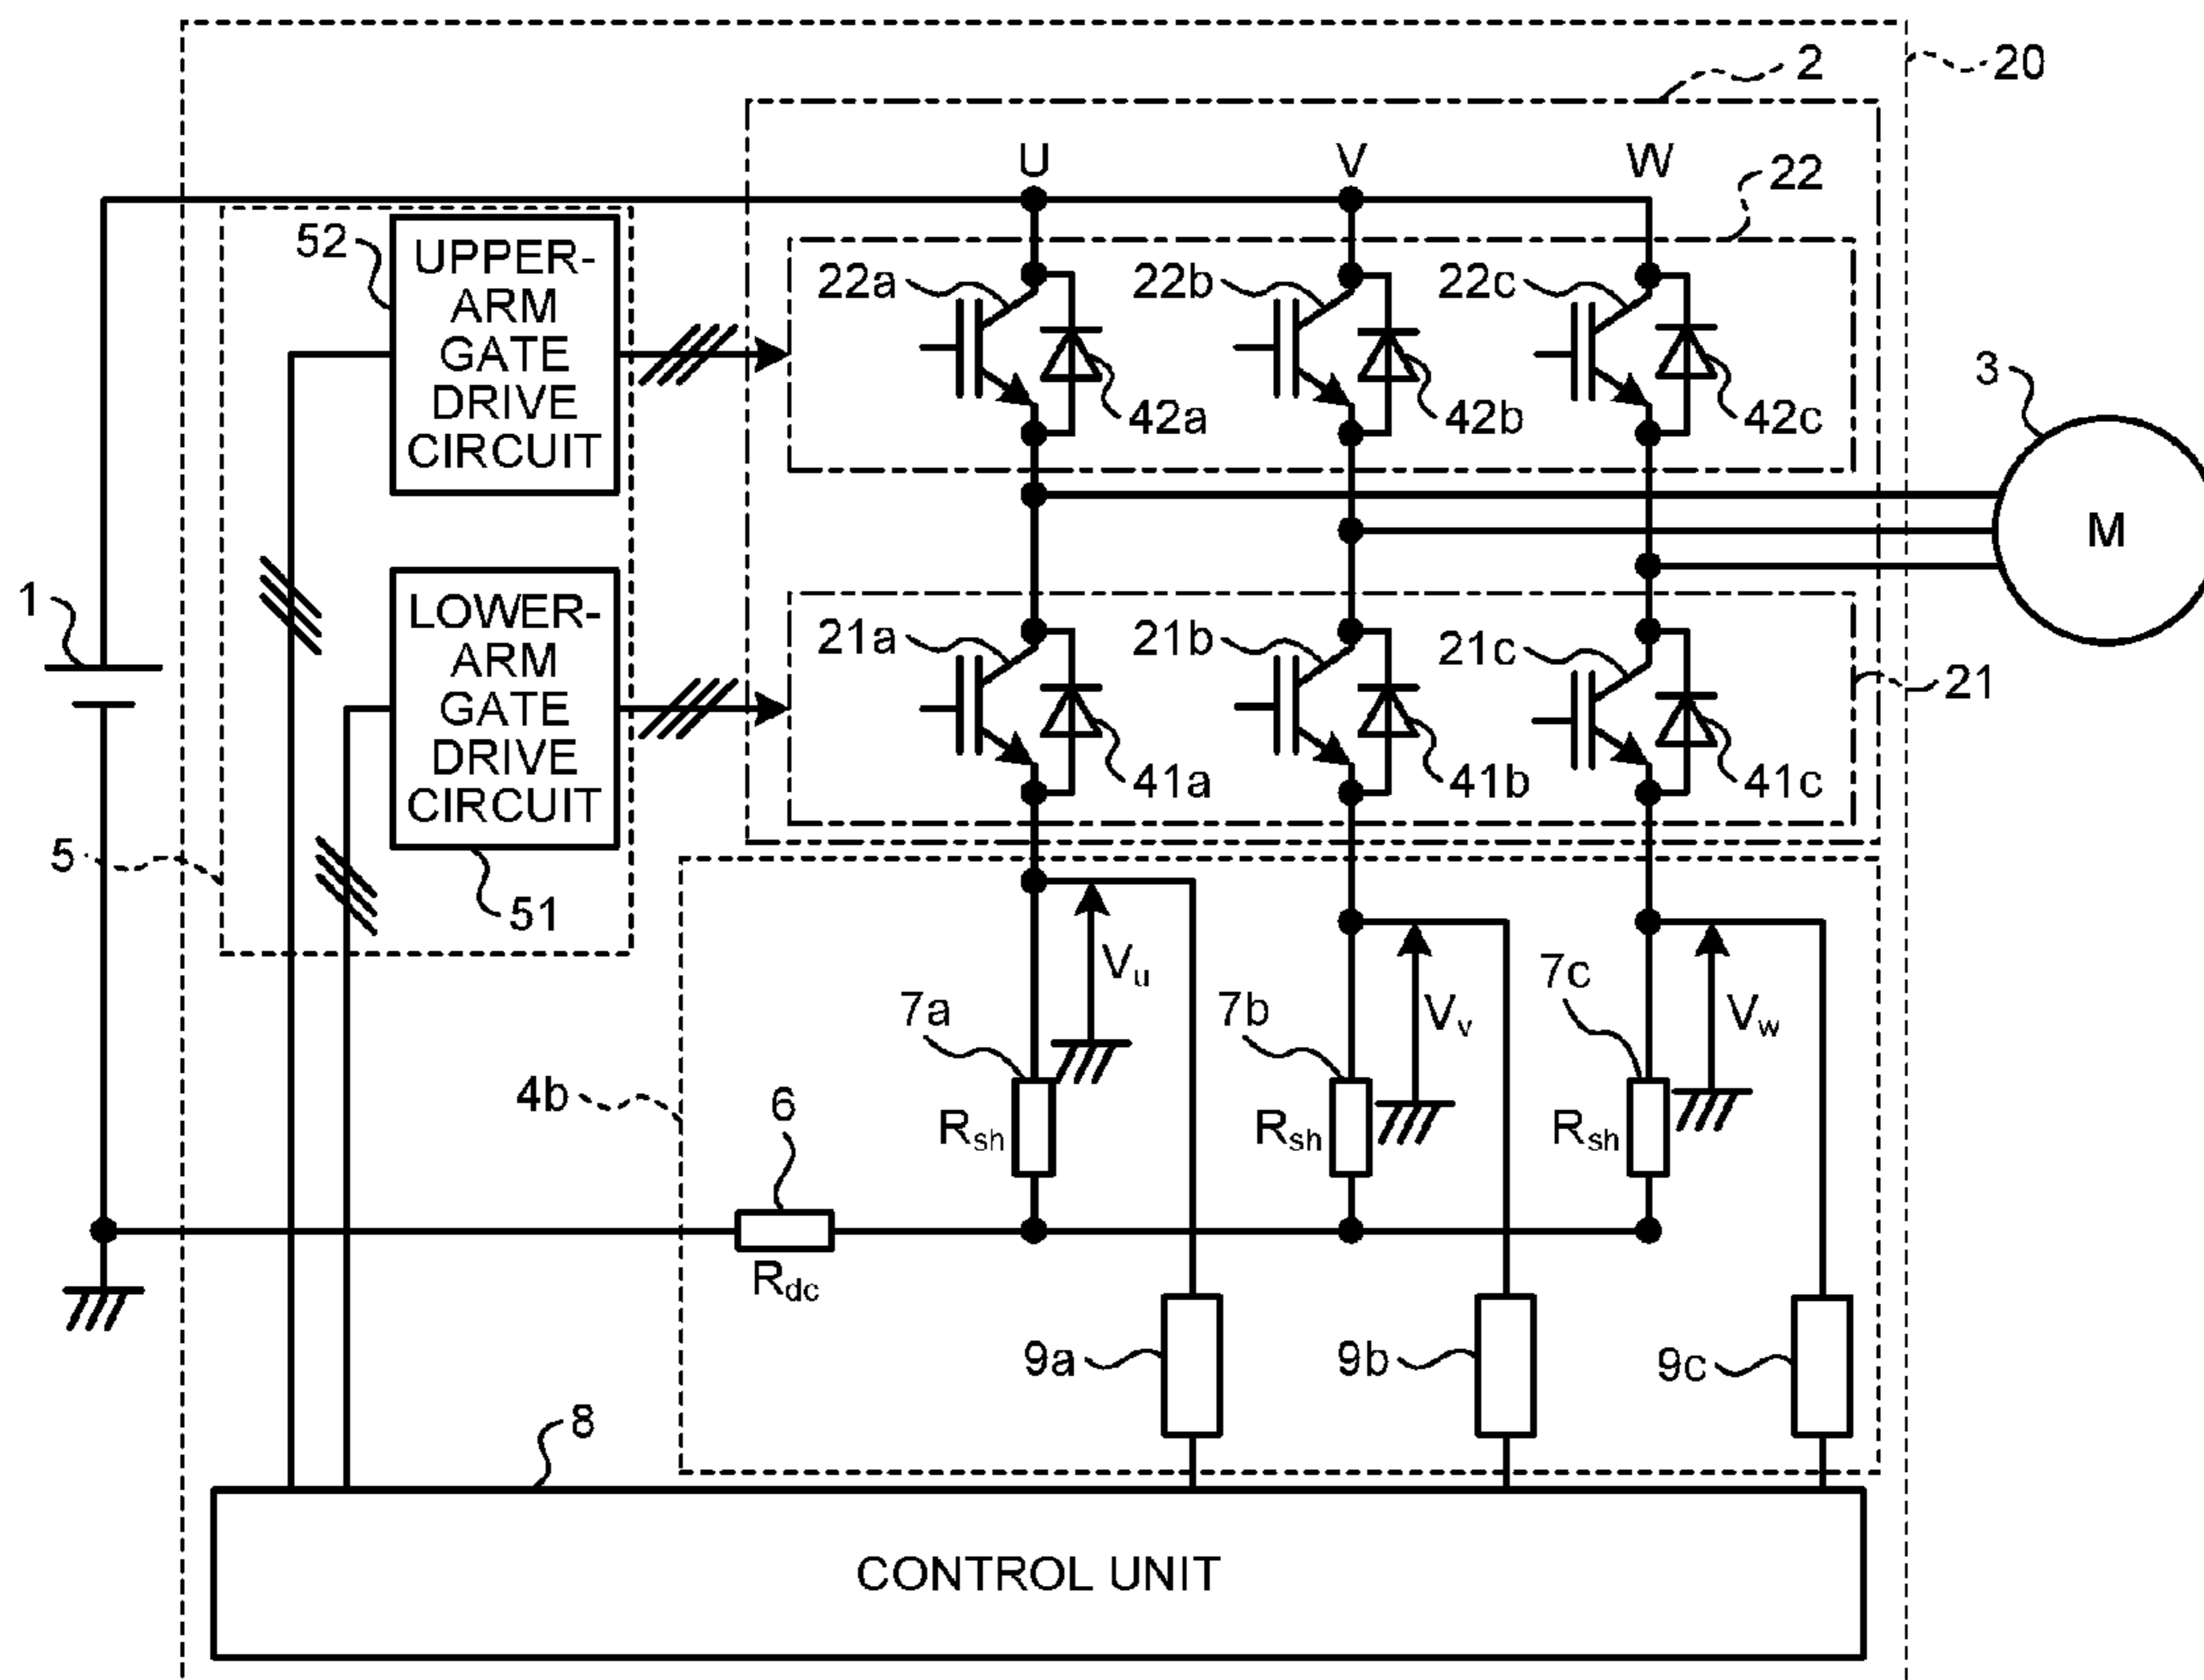 2
20
U
V
W
22
52
UPPER-
ARM
GATE
DRIVE
CIRCUIT
22a
22b
22c
42a
42b
42c
3
M
1
LOWER-
ARM
GATE
DRIVE
CIRCUIT
21a
21b
21c
21
41a
41b
41c
5
51
Vu
Vv
Vw
7a
7b
7c
4b
6
Rsh
Rsh
Rsh
Rdc
9a
9b
9c
8
CONTROL UNIT